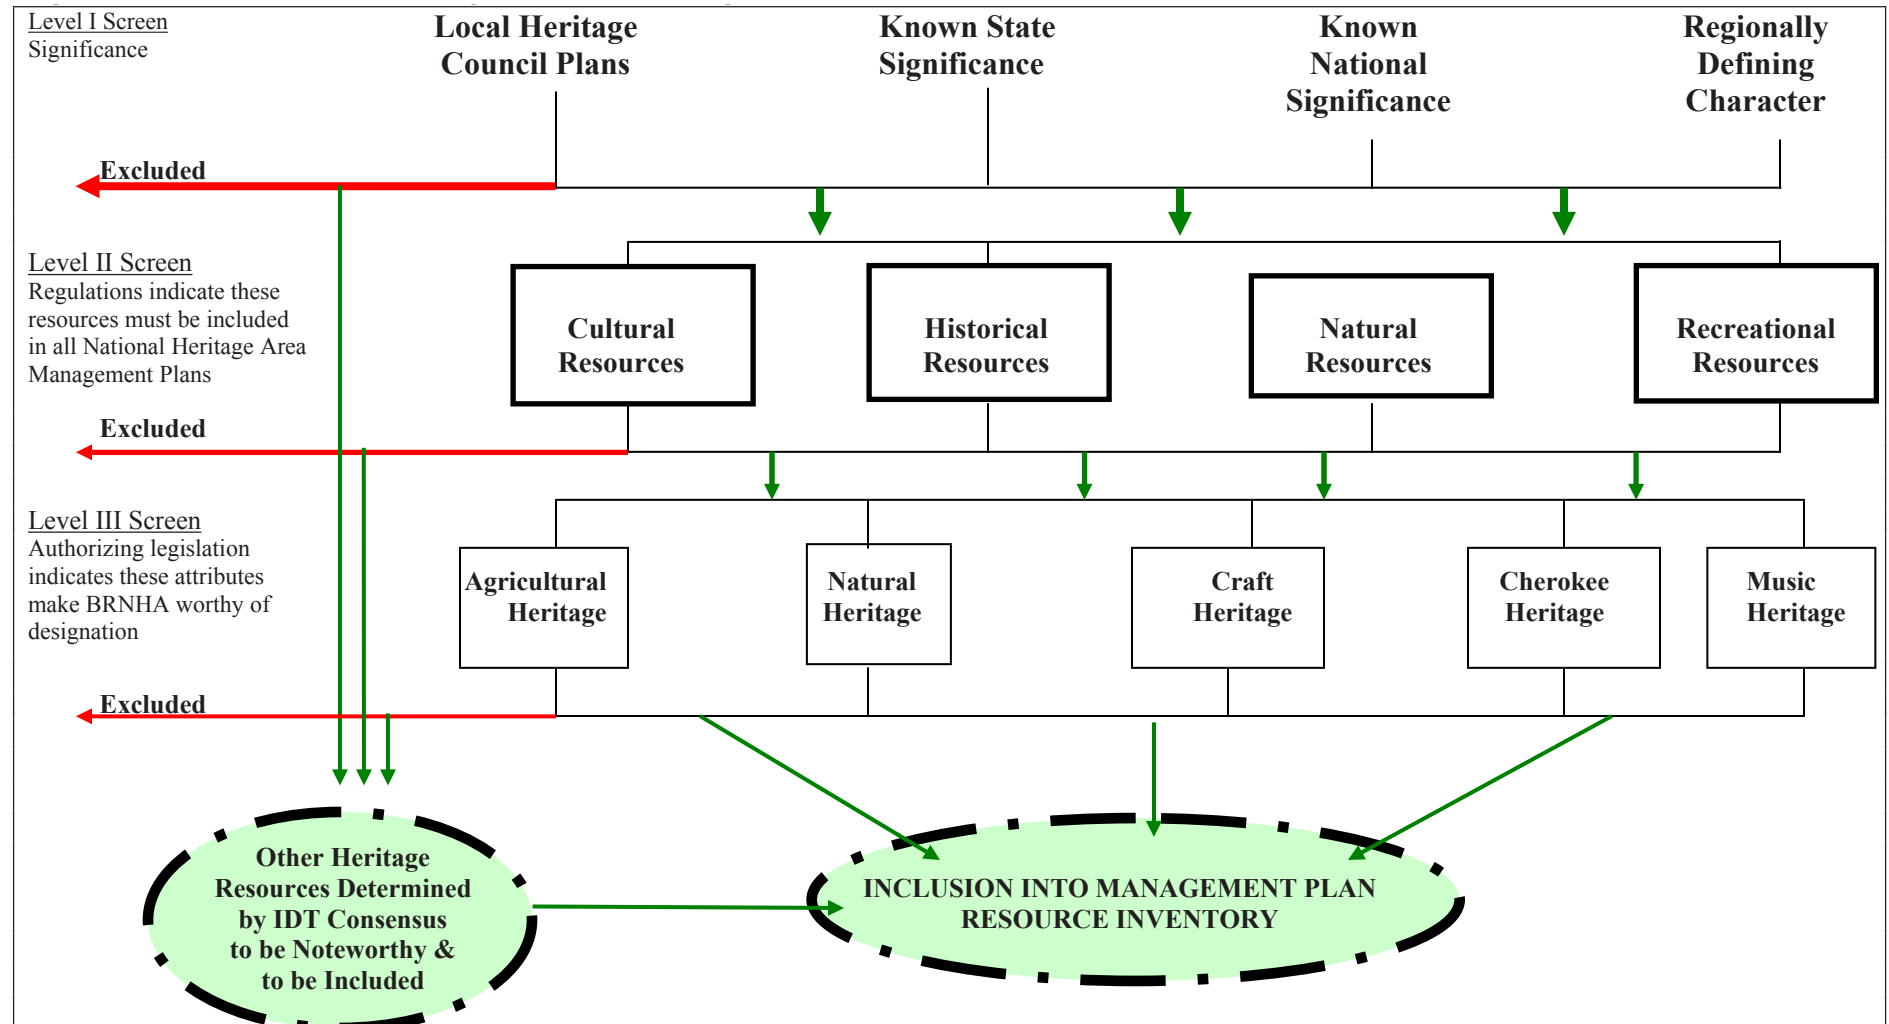 Level I Screen
Significance
Local Heritage
Council Plans
Known State
Significance
Known
National
Significance
Regionally
Defining
Character
Excluded
Level II Screen
Regulations indicate these
resources must be included
in all National Heritage Area
Management Plans
Cultural
Resources
Historical
Resources
Natural
Resources
Recreational
Resources
Excluded
Level III Screen
Authorizing legislation
indicates these attributes
make BRNHA worthy of
designation
Agricultural
Heritage
Natural
Heritage
Craft
Heritage
Cherokee
Heritage
Music
Heritage
Excluded
Other Heritage
Resources Determined
by IDT Consensus
to be Noteworthy &
to be Included
INCLUSION INTO MANAGEMENT PLAN
RESOURCE INVENTORY